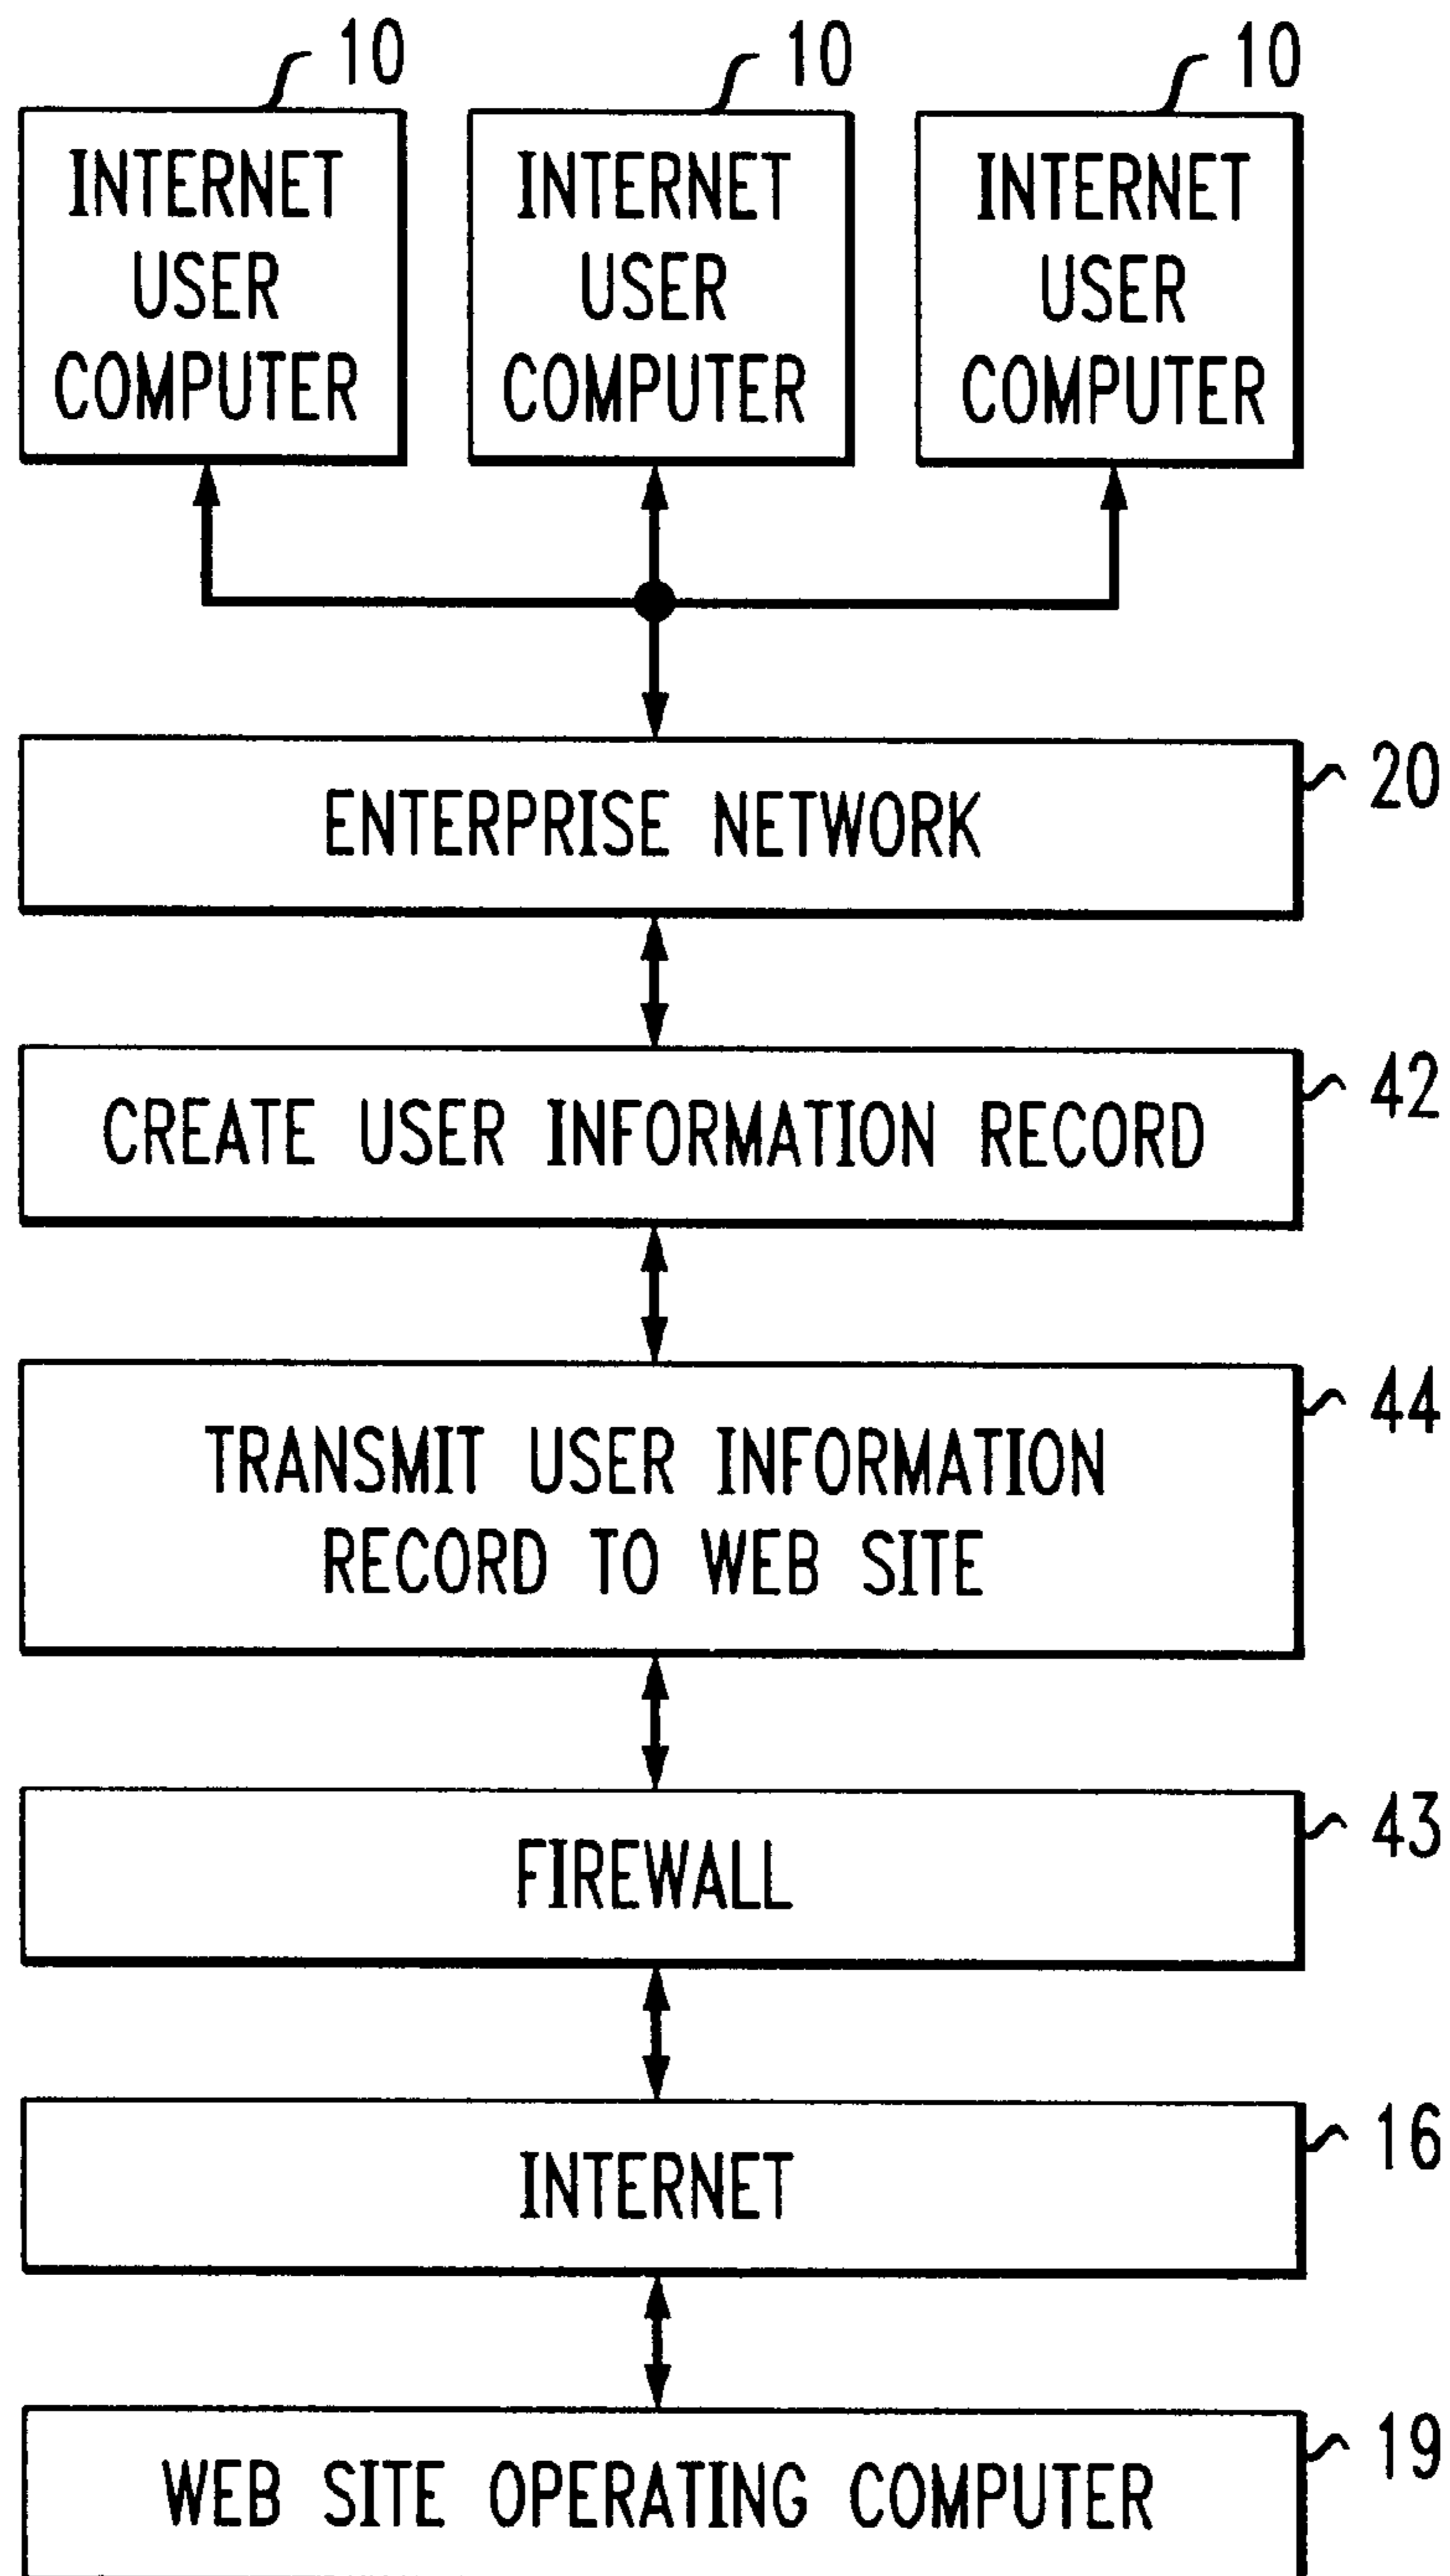 10
10
10
INTERNET
USER
COMPUTER
INTERNET
USER
COMPUTER
INTERNET
USER
COMPUTER
ENTERPRISE NETWORK
20
CREATE USER INFORMATION RECORD
42
TRANSMIT USER INFORMATION
RECORD TO WEB SITE
44
FIREWALL
43
INTERNET
16
WEB SITE OPERATING COMPUTER
19